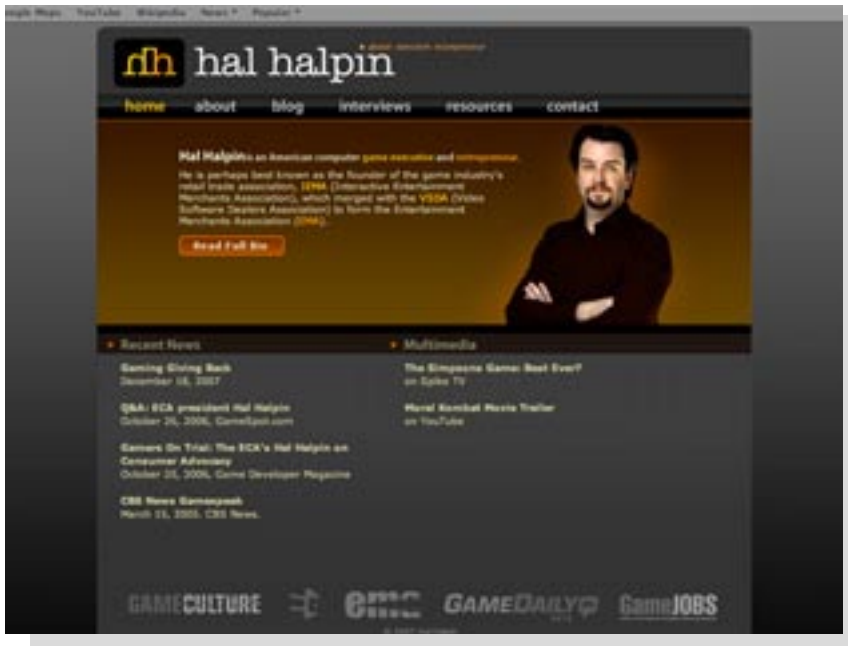 Google Maps YouTube Wikipedia News Popular
hh hal halpin
home about blog interviews resources contact
Hal Halpin is an American computer game executive and entrepreneur.
He is perhaps best known as the founder of the game industry's
retail trade association, IEMA (Interactive Entertainment
Merchants Association), which merged with the VSDA (Video
Software Dealers Association) to form the Entertainment
Merchants Association (EMA).
Read Full Bio
Recent News
Gaming Giving Back
December 18, 2007
Q&A: ECA president Hal Halpin
October 26, 2006, GameSpot.com
Gamers On Trial: The ECA's Hal Halpin on
Consumer Advocacy
October 25, 2006, Game Developer Magazine
CBS News Gamespeak
March 15, 2005. CBS News.
Multimedia
The Simpsons Game: Best Ever?
on Spike TV
Moral Kombat Movie Trailer
on YouTube
GAMECULTURE emc GAMEDAILY BETA GameJOBS